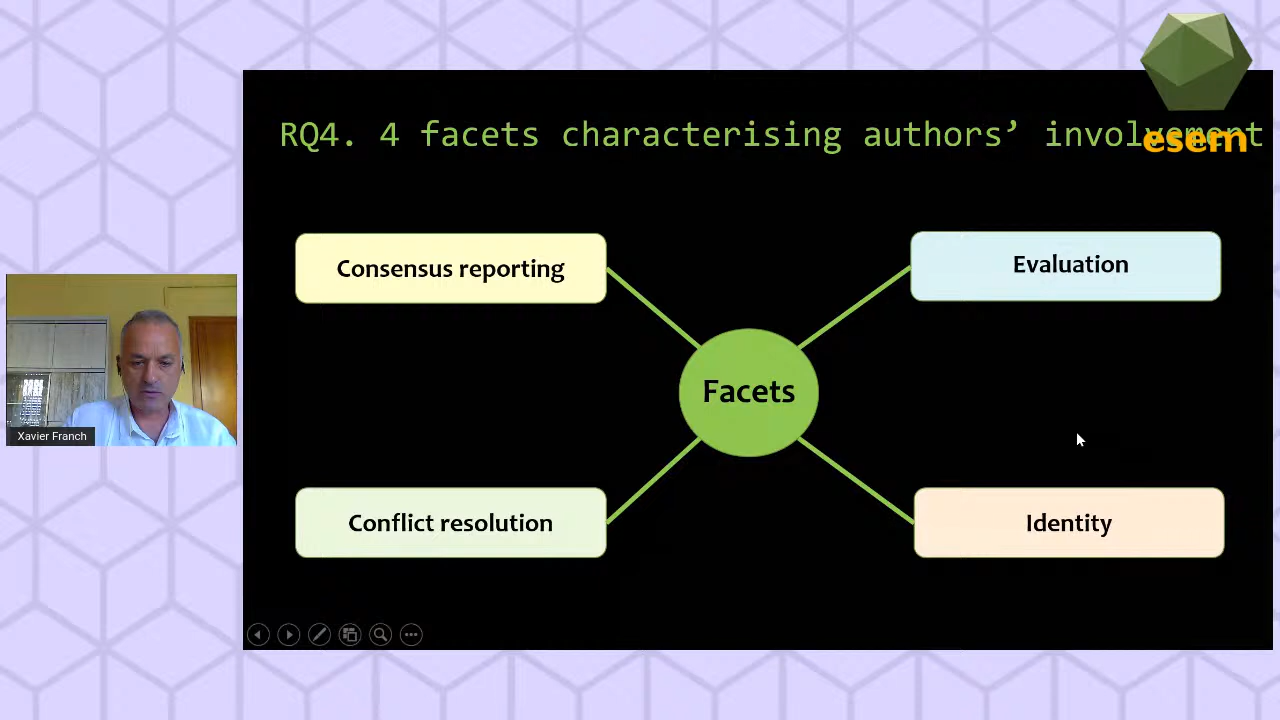 RQ4. 4 facets characterising authors’ involvement
esem
Consensus reporting
Evaluation
Facets
Conflict resolution
Identity
Xavier Franch